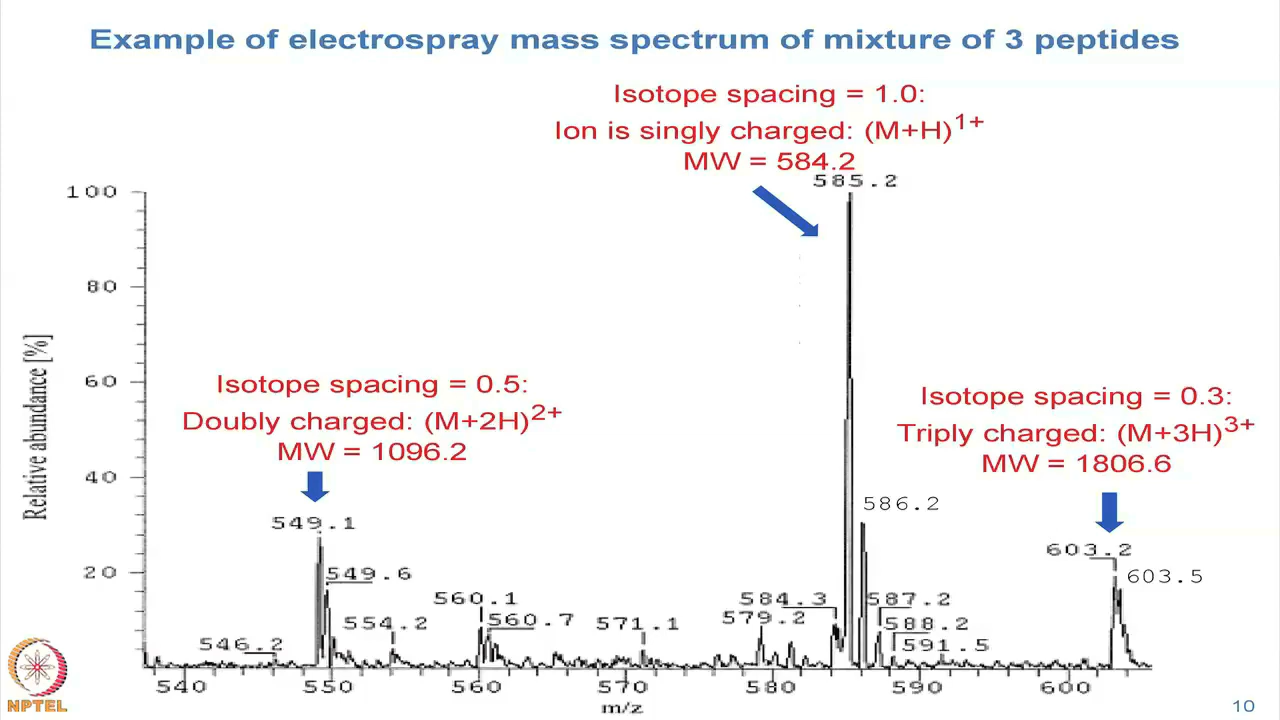 Example of electrospray mass spectrum of mixture of 3 peptides
Isotope spacing = 1.0:
Ion is singly charged: (M+H)1+
MW = 584.2
585.2
100
80
60
40
20
Relative abundance [%]
Isotope spacing = 0.5:
Doubly charged: (M+2H)2+
MW = 1096.2
549.1
549.6
546.2
554.2
560.1
560.7
571.1
579.2
584.3
586.2
587.2
588.2
591.5
Isotope spacing = 0.3:
Triply charged: (M+3H)3+
MW = 1806.6
603.2
603.5
540
550
560
570
580
590
600
m/z
NPTEL
10